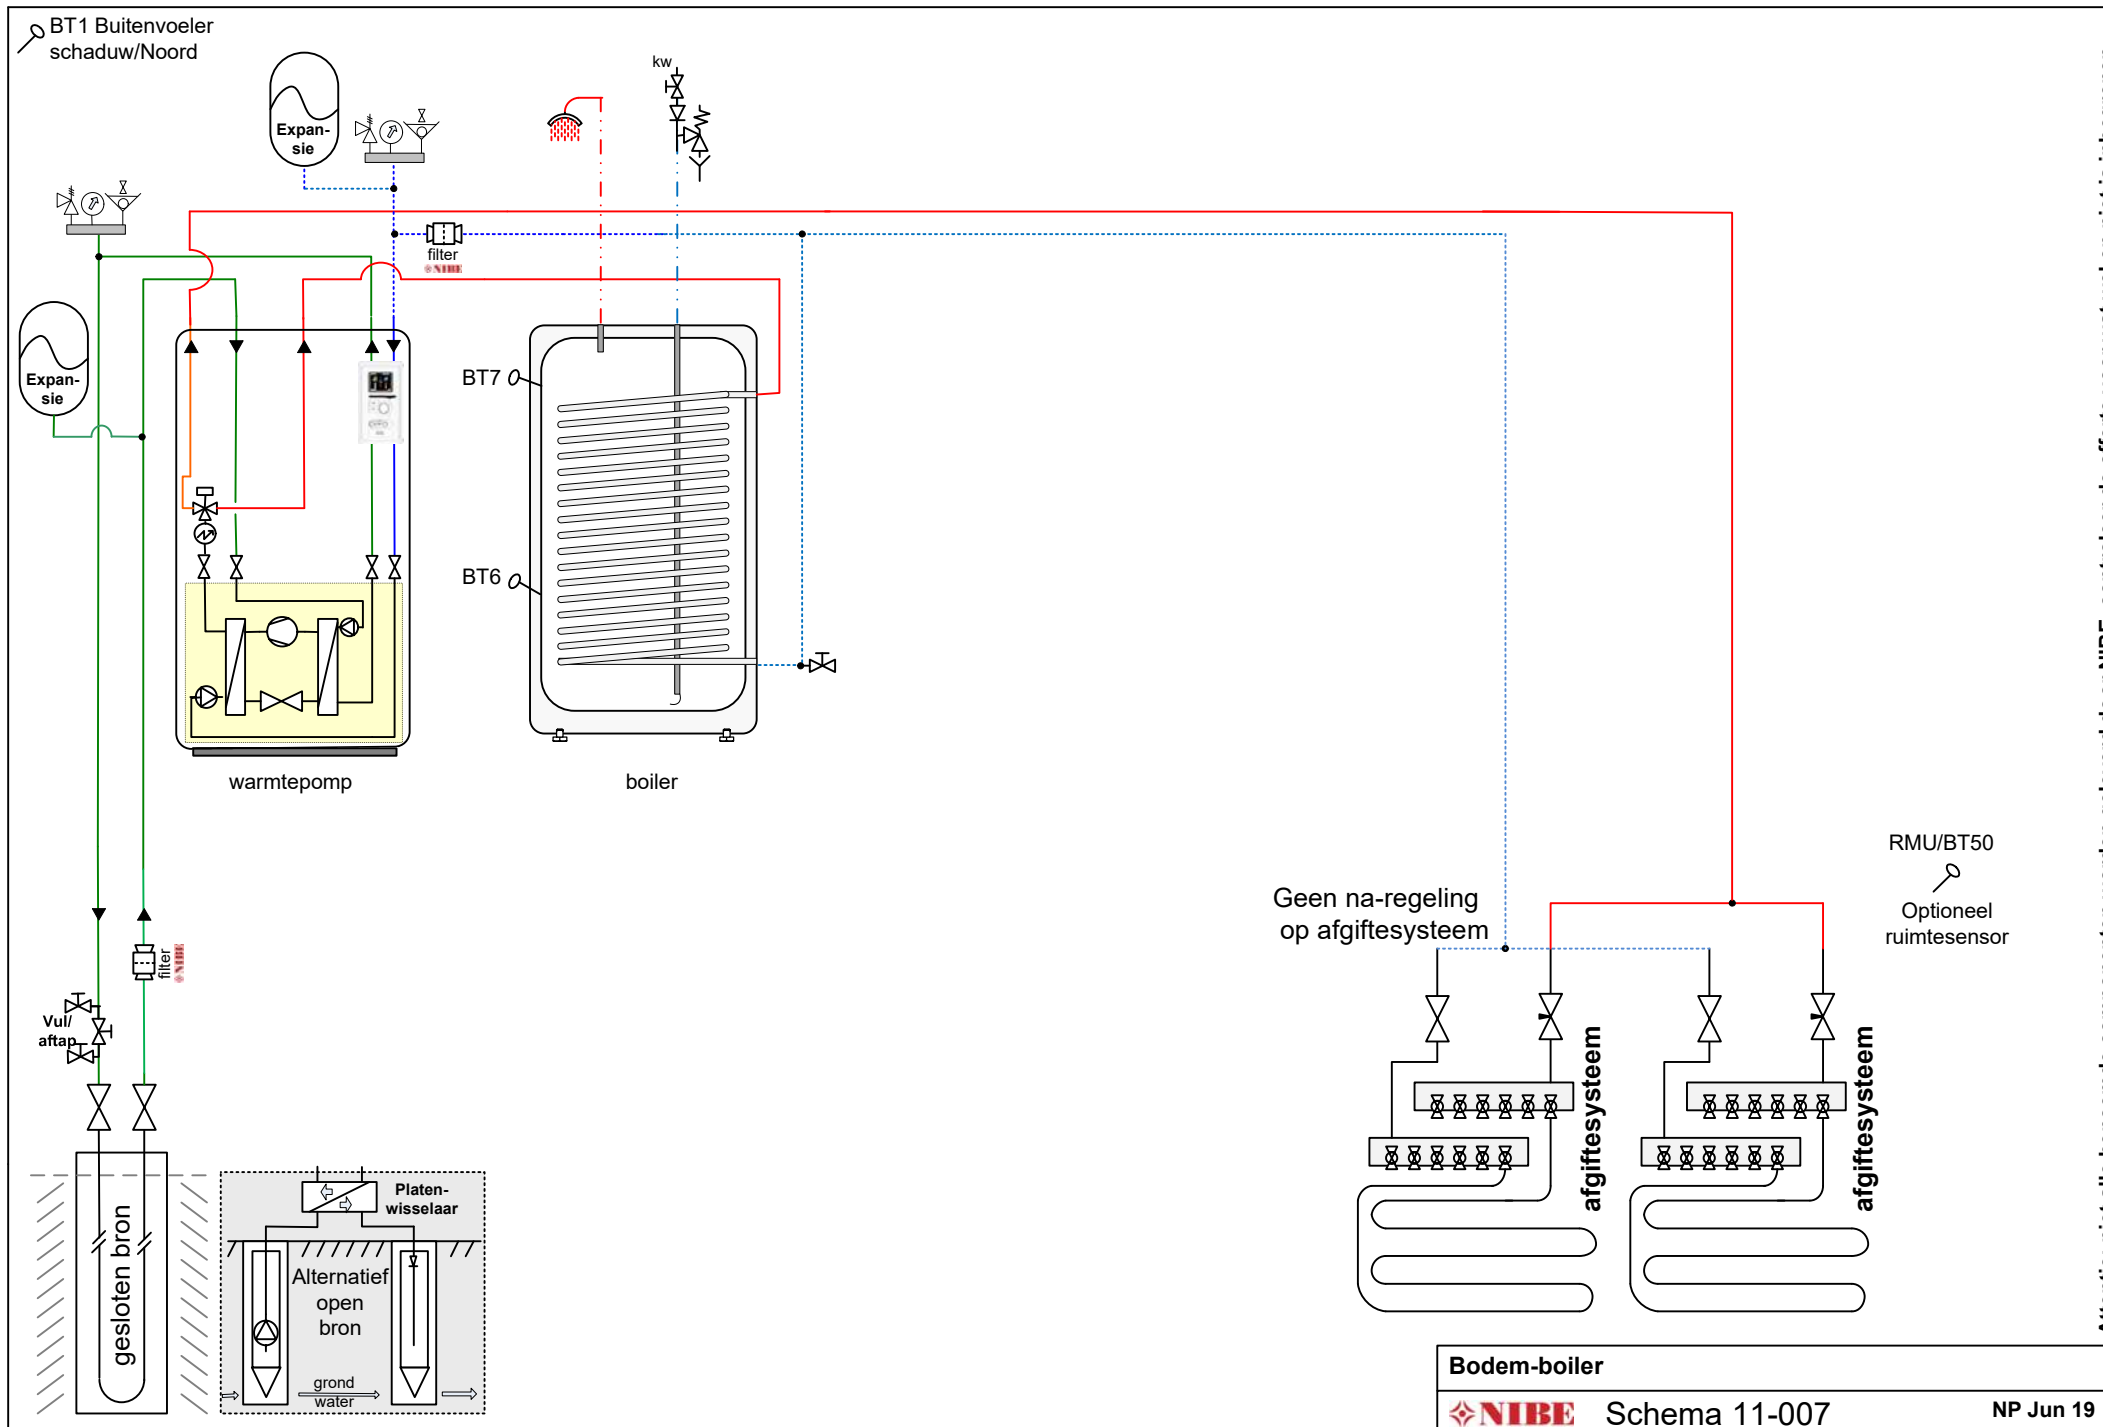 BT1 Buitenvoeler
schaduw/Noord
Expan-
sie
kw
filter
NIBE
Expan-
sie
BT7
BT6
warmtepomp
boiler
RMU/BT50
Optioneel
ruimtesensor
Geen na-regeling
op afgiftesysteem
filter
NIBE
Vul/
aftap
afgiftesysteem
afgiftesysteem
gesloten bron
Platen-
wisselaar
Alternatief
open
bron
grond
water
Bodem-boiler
NIBE Schema 11-007 NP Jun 19